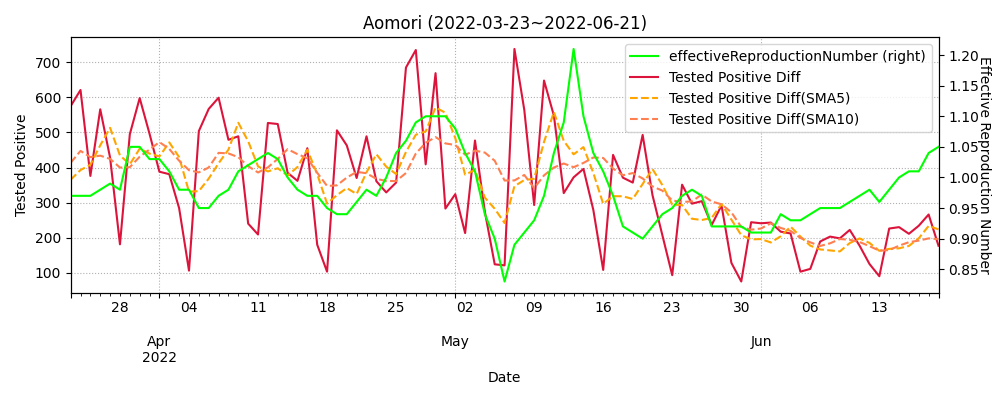 Aomori (2022-03-23~2022-06-21)
effectiveReproductionNumber (right)
Tested Positive Diff
Tested Positive Diff(SMA5)
Tested Positive Diff(SMA10)
Tested Positive
700
600
500
400
300
200
100
1.20
1.15
1.10
1.05
1.00
0.95
0.90
0.85
Effective Reproduction Number
28 04 11 18 25 02 09 16 23 30 06 13
Apr May Jun
2022
Date